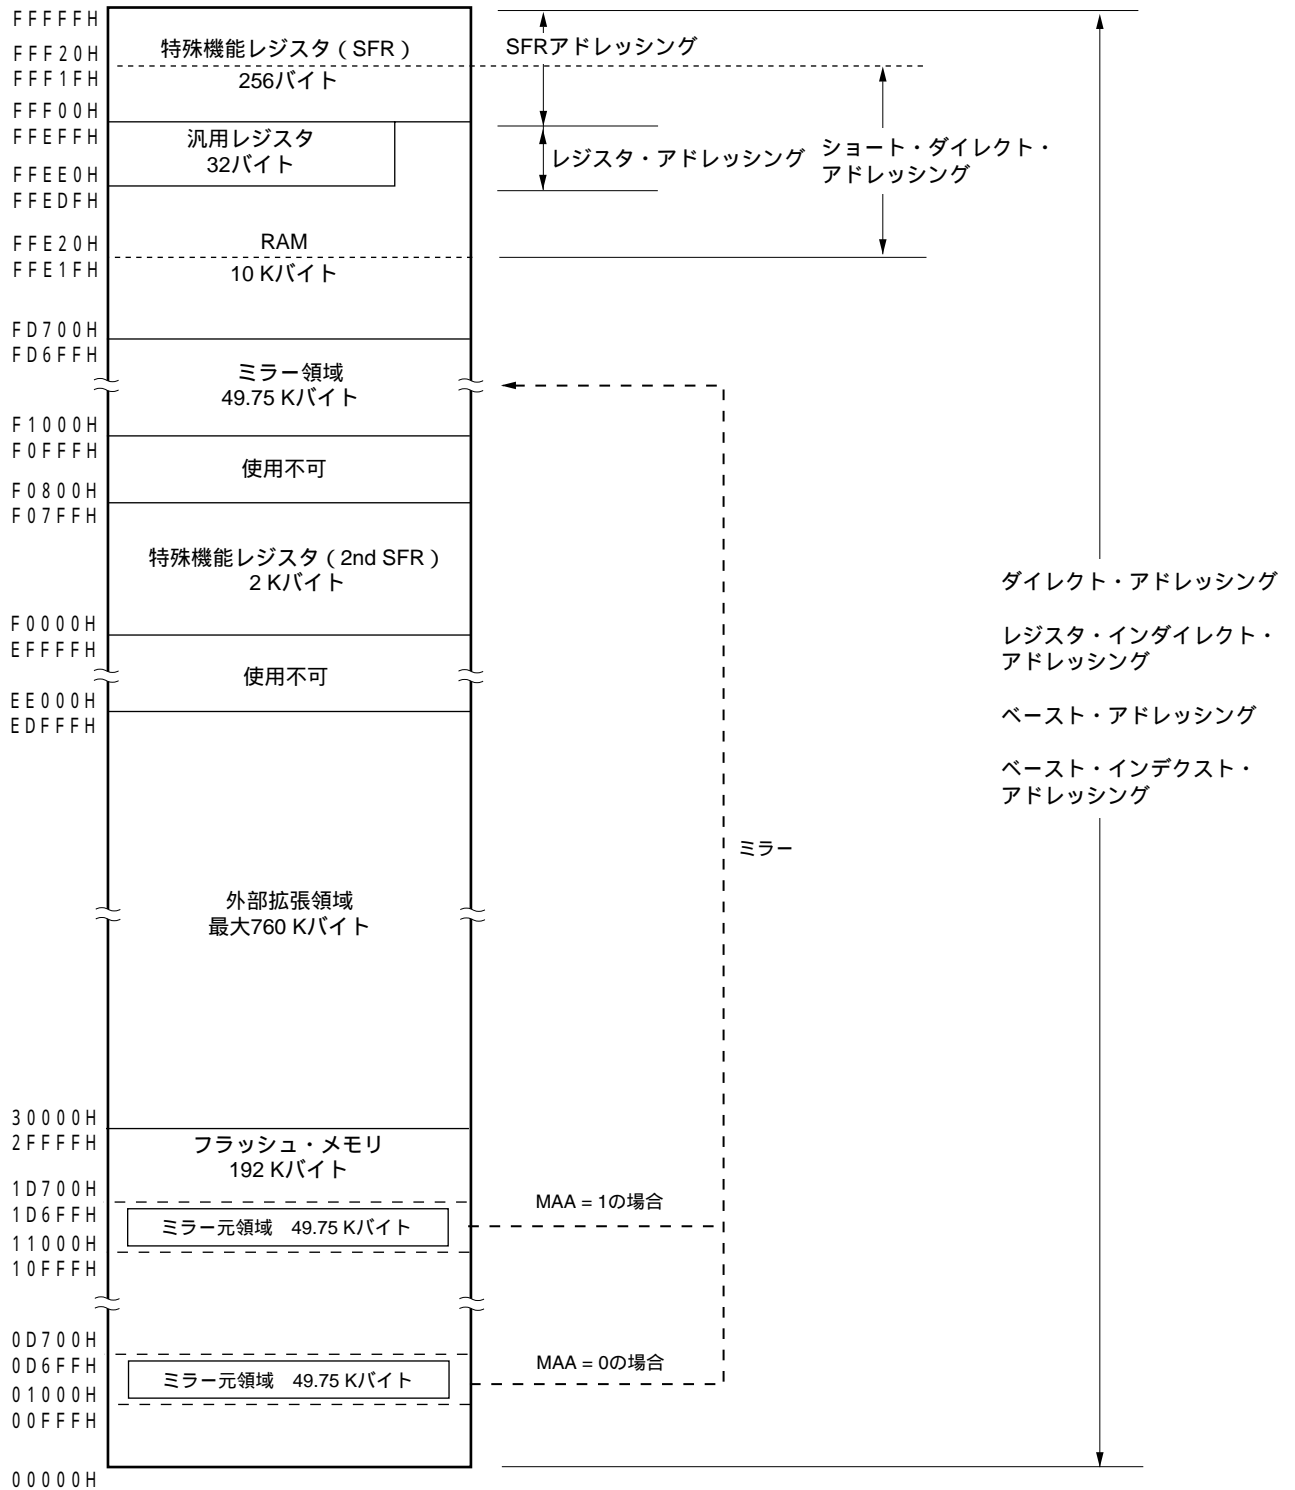 FFFFFH
FFF20H
FFF1FH
FFF00H
FFEFFH
FFEE0H
FFEDFH
FFE20H
FFE1FH
FD700H
FD6FFH
F1000H
F0FFFH
F0800H
F07FFH
F0000H
EFFFFH
EE000H
EDFFFH
30000H
2FFFFH
1D700H
1D6FFH
11000H
10FFFH
0D700H
0D6FFH
01000H
00FFFH
00000H
特殊機能レジスタ（SFR）
256バイト
汎用レジスタ
32バイト
RAM
10 Kバイト
ミラー領域
49.75 Kバイト
使用不可
特殊機能レジスタ（2nd SFR）
2 Kバイト
使用不可
外部拡張領域
最大760 Kバイト
フラッシュ・メモリ
192 Kバイト
ミラー元領域　49.75 Kバイト
ミラー元領域　49.75 Kバイト
SFRアドレッシング
レジスタ・アドレッシング
ショート・ダイレクト・
アドレッシング
ミラー
MAA = 1の場合
MAA = 0の場合
ダイレクト・アドレッシング
レジスタ・インダイレクト・
アドレッシング
ベースト・アドレッシング
ベースト・インデクスト・
アドレッシング